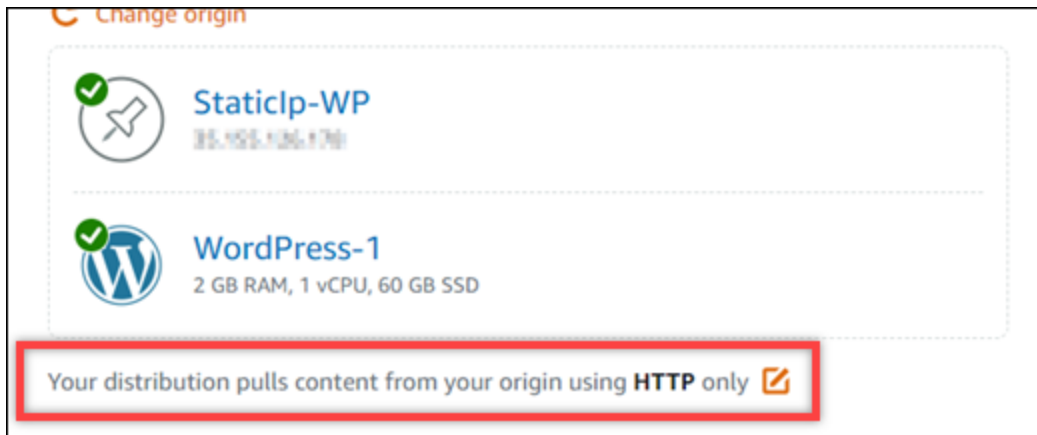 Change origin
StaticIp-WP
WordPress-1
2 GB RAM, 1 vCPU, 60 GB SSD
Your distribution pulls content from your origin using HTTP only